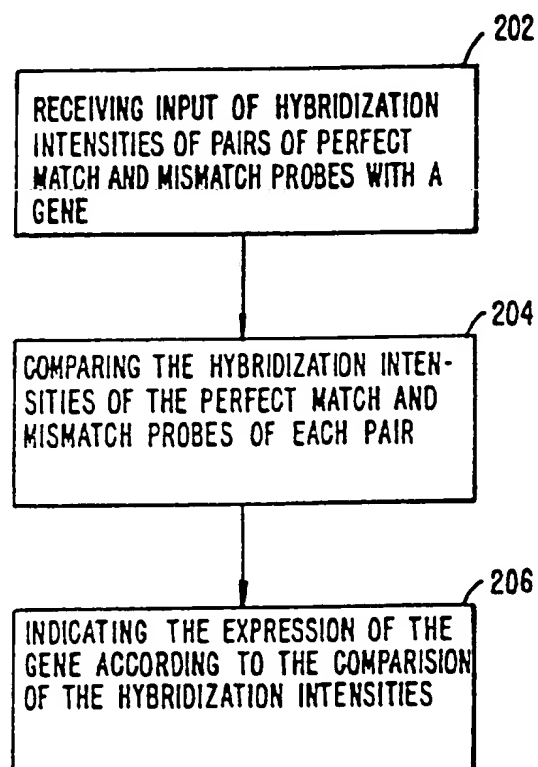 202
RECEIVING INPUT OF HYBRIDIZATION
INTENSITIES OF PAIRS OF PERFECT
MATCH AND MISMATCH PROBES WITH A
GENE
204
COMPARING THE HYBRIDIZATION INTEN-
SITIES OF THE PERFECT MATCH AND
MISMATCH PROBES OF EACH PAIR
206
INDICATING THE EXPRESSION OF THE
GENE ACCORDING TO THE COMPARISION
OF THE HYBRIDIZATION INTENSITIES